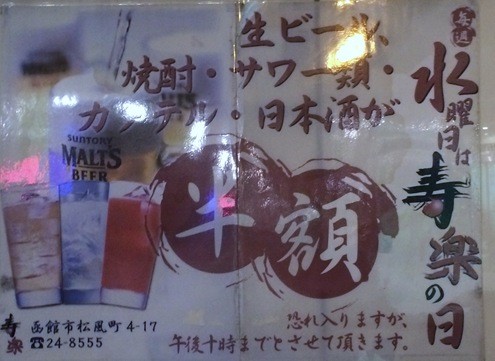 毎週
水曜日は寿楽の日
生ビール、
焼酎・サワー類・
カクテル・日本酒が
半額
SUNTORY
MALT'S
BEER
恐れ入りますが、
午後十時までとさせて頂きます。
寿楽
函館市松風町4-17
☎24-8555